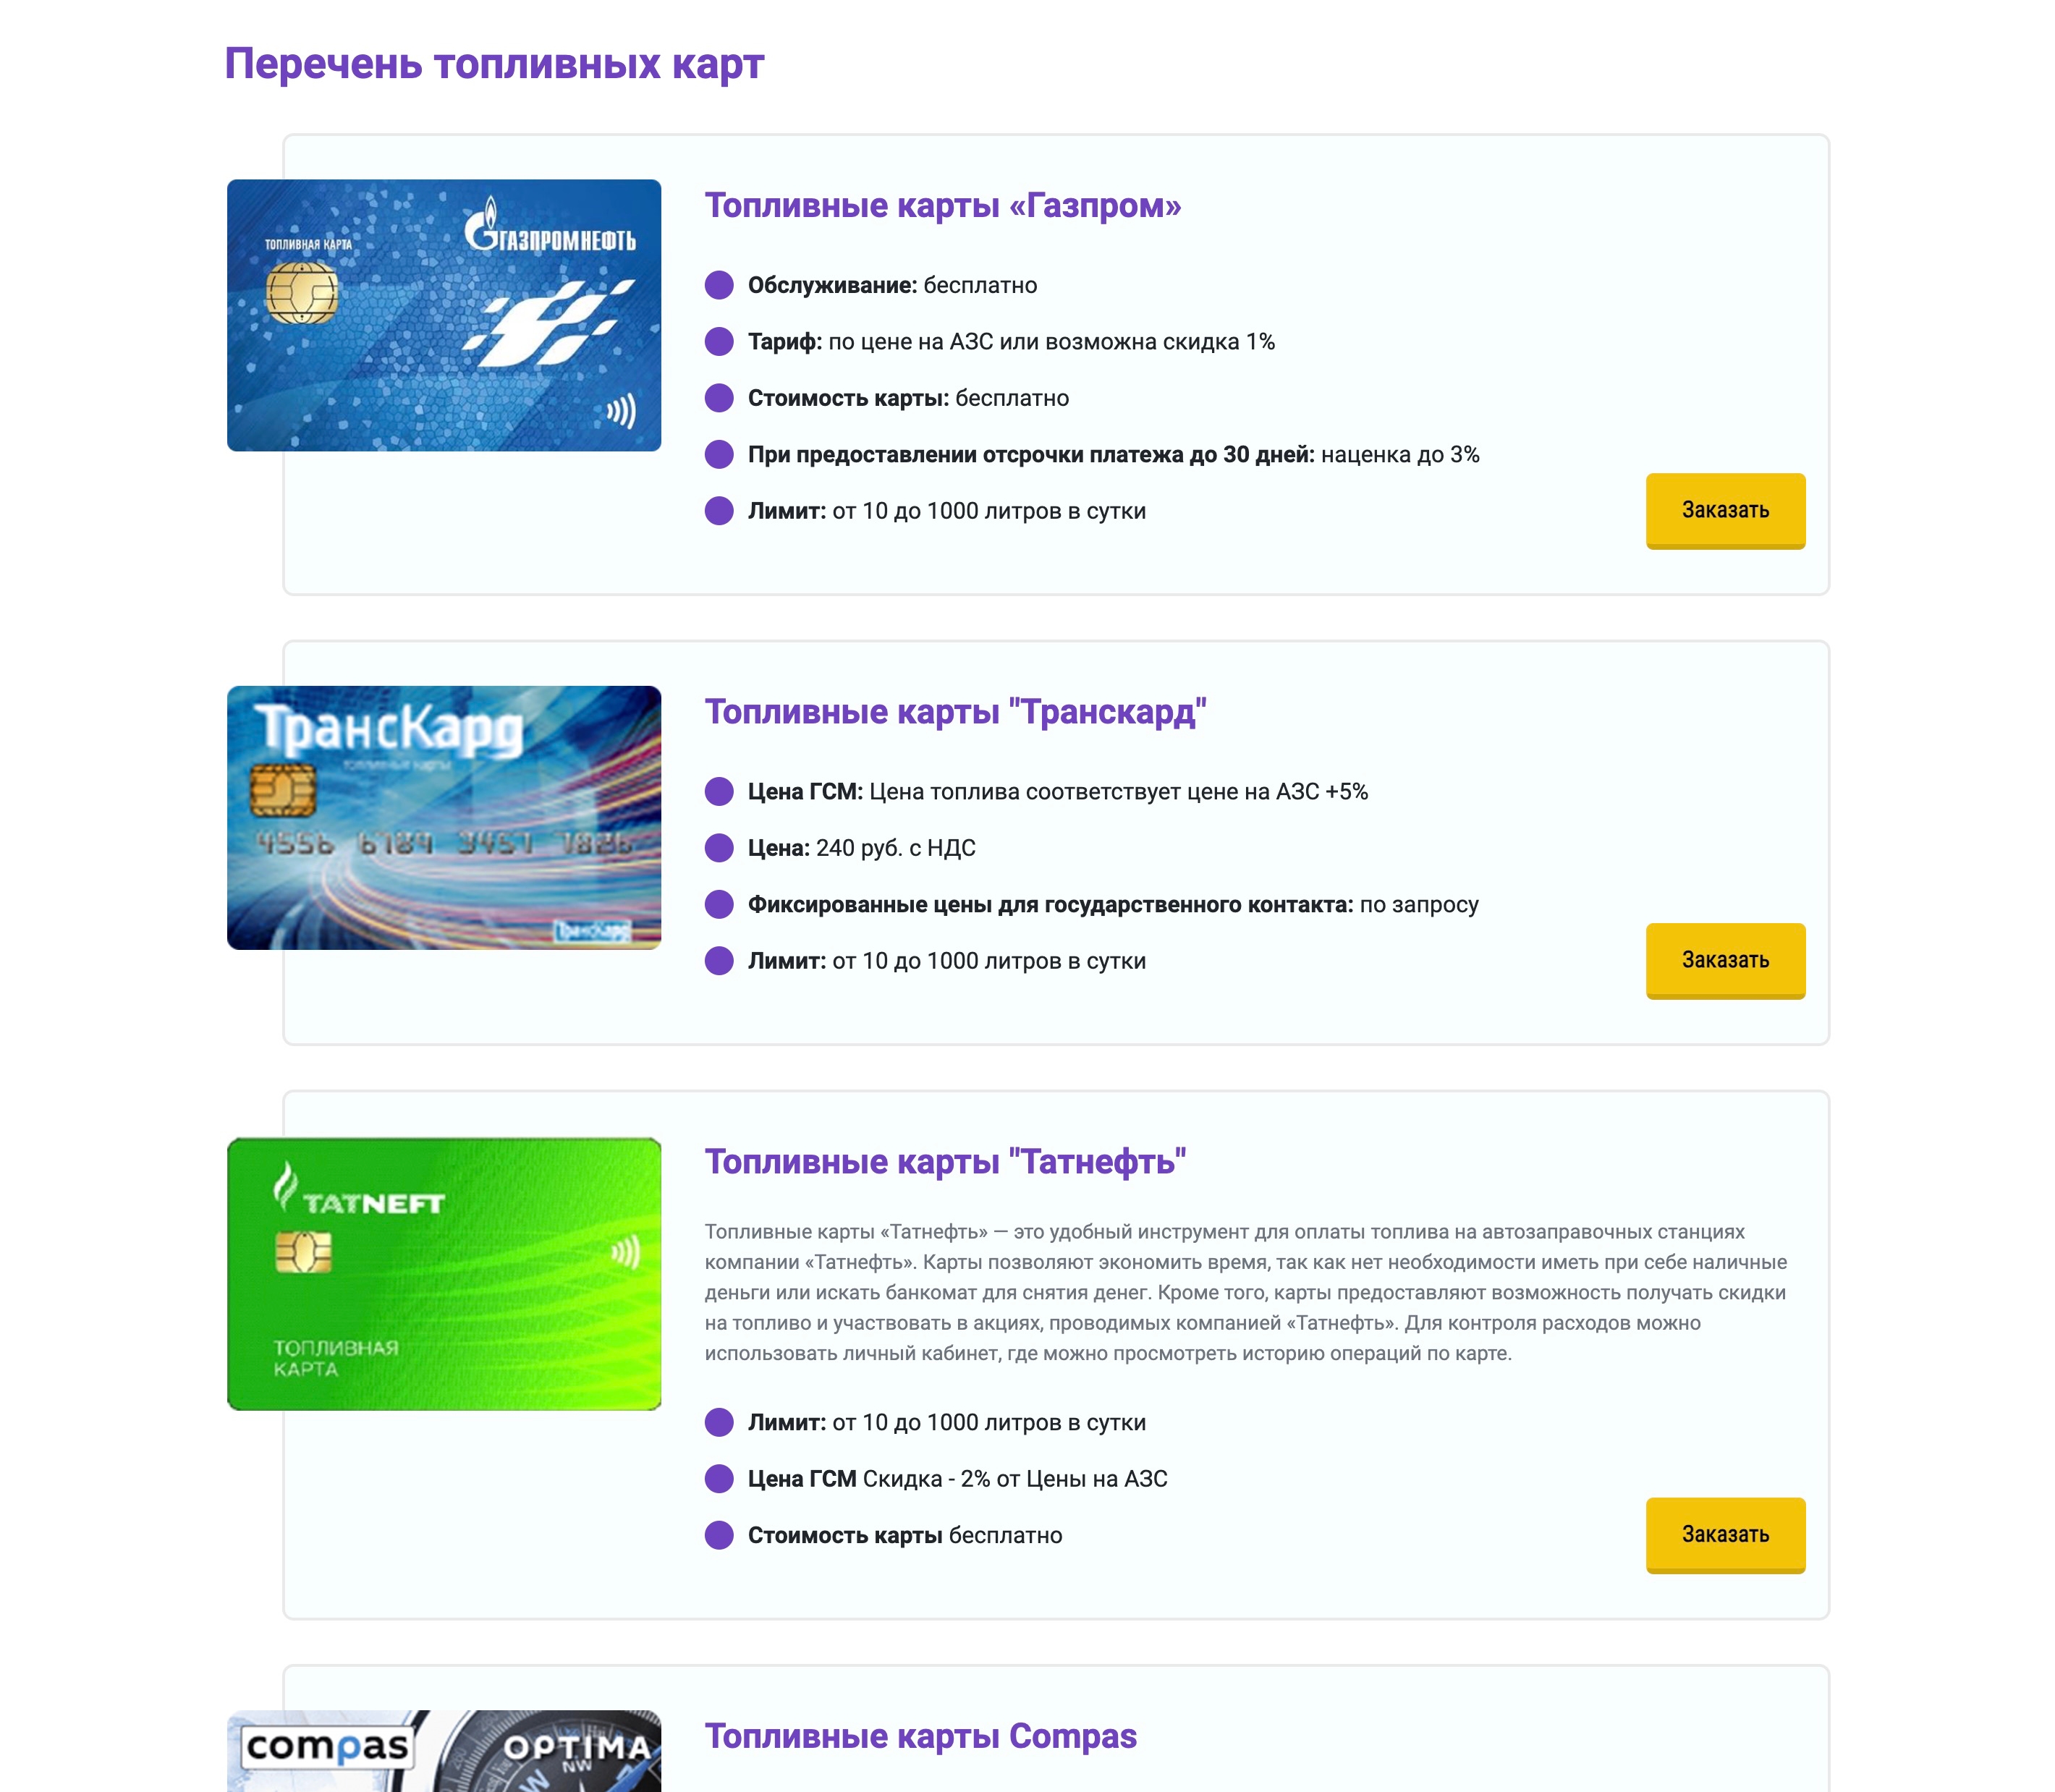 Перечень топливных карт
ТОПЛИВНАЯ КАРТА
ГАЗПРОМНЕФТЬ
Топливные карты «Газпром»
Обслуживание: бесплатно
Тариф: по цене на АЗС или возможна скидка 1%
Стоимость карты: бесплатно
При предоставлении отсрочки платежа до 30 дней: наценка до 3%
Лимит: от 10 до 1000 литров в сутки
Заказать
ТрансКард
топливные карты
4556 6789 3457 7826
ТрансКард
Топливные карты "Транскард"
Цена ГСМ: Цена топлива соответствует цене на АЗС +5%
Цена: 240 руб. с НДС
Фиксированные цены для государственного контакта: по запросу
Лимит: от 10 до 1000 литров в сутки
Заказать
TATNEFT
ТОПЛИВНАЯ
КАРТА
Топливные карты "Татнефть"
Топливные карты «Татнефть» — это удобный инструмент для оплаты топлива на автозаправочных станциях
компании «Татнефть». Карты позволяют экономить время, так как нет необходимости иметь при себе наличные
деньги или искать банкомат для снятия денег. Кроме того, карты предоставляют возможность получать скидки
на топливо и участвовать в акциях, проводимых компанией «Татнефть». Для контроля расходов можно
использовать личный кабинет, где можно просмотреть историю операций по карте.
Лимит: от 10 до 1000 литров в сутки
Цена ГСМ Скидка - 2% от Цены на АЗС
Стоимость карты бесплатно
Заказать
compas
OPTIMA
NW
W
Топливные карты Compas